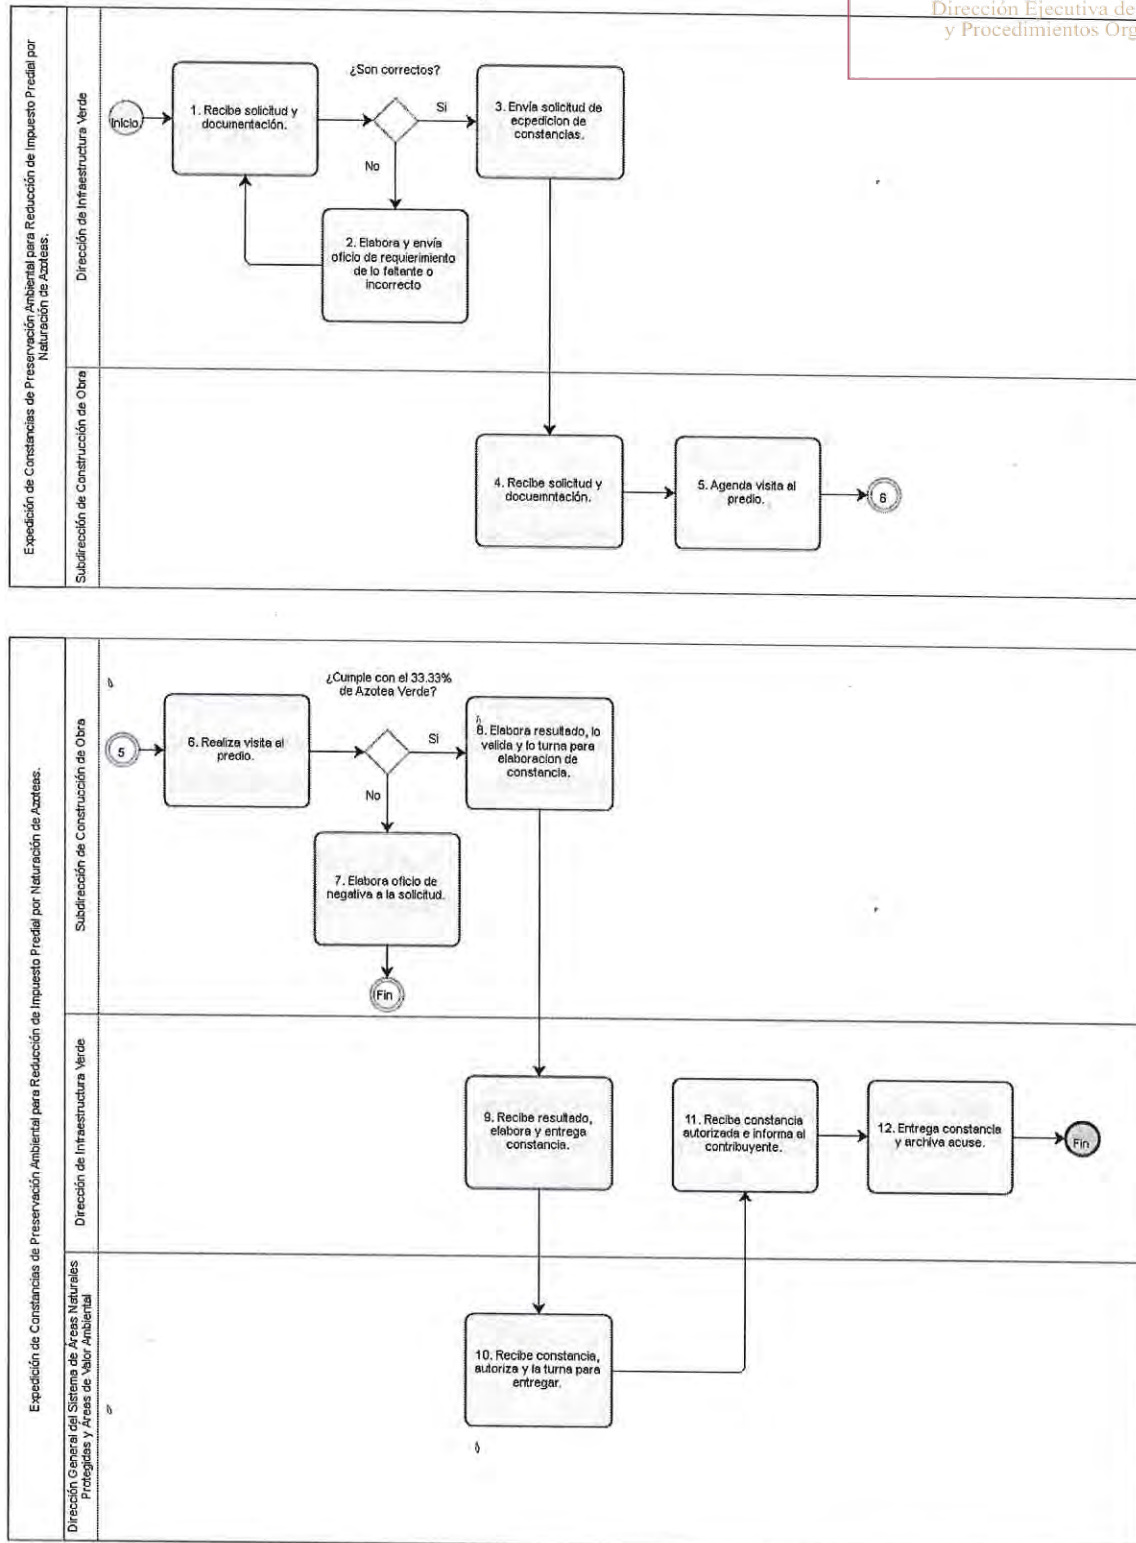 Dirección Ejecutiva de
y Procedimientos Org
Expedición de Constancias de Preservación Ambiental para Reducción de Impuesto Predial por
Naturación de Azoteas.
Dirección de Infraestructura Verde
Inicio
1. Recibe solicitud y
documentación.
¿Son correctos?
Si
No
3. Envía solicitud de
ecpedicion de
constancias.
2. Elabora y envía
oficio de requierimiento
de lo faltante o
incorrecto
Subdirección de Construcción de Obra
4. Recibe solicitud y
docuemntación.
5. Agenda visita al
predio.
6
Expedición de Constancias de Preservación Ambiental para Reducción de Impuesto Predial por Naturación de Azoteas.
Subdirección de Construcción de Obra
5
6. Realiza visita al
predio.
¿Cumple con el 33.33%
de Azotea Verde?
Si
No
8. Elabora resultado, lo
valida y lo turna para
elaboracion de
constancia.
7. Elabora oficio de
negativa a la solicitud.
Fin
Dirección de Infraestructura Verde
9. Recibe resultado,
elabora y entrega
constancia.
11. Recibe constancia
autorizada e informa al
contribuyente.
12. Entrega constancia
y archiva acuse.
Fin
Dirección General del Sistema de Áreas Naturales
Protegidas y Áreas de Valor Ambiental
10. Recibe constancia,
autoriza y la turna para
entregar.